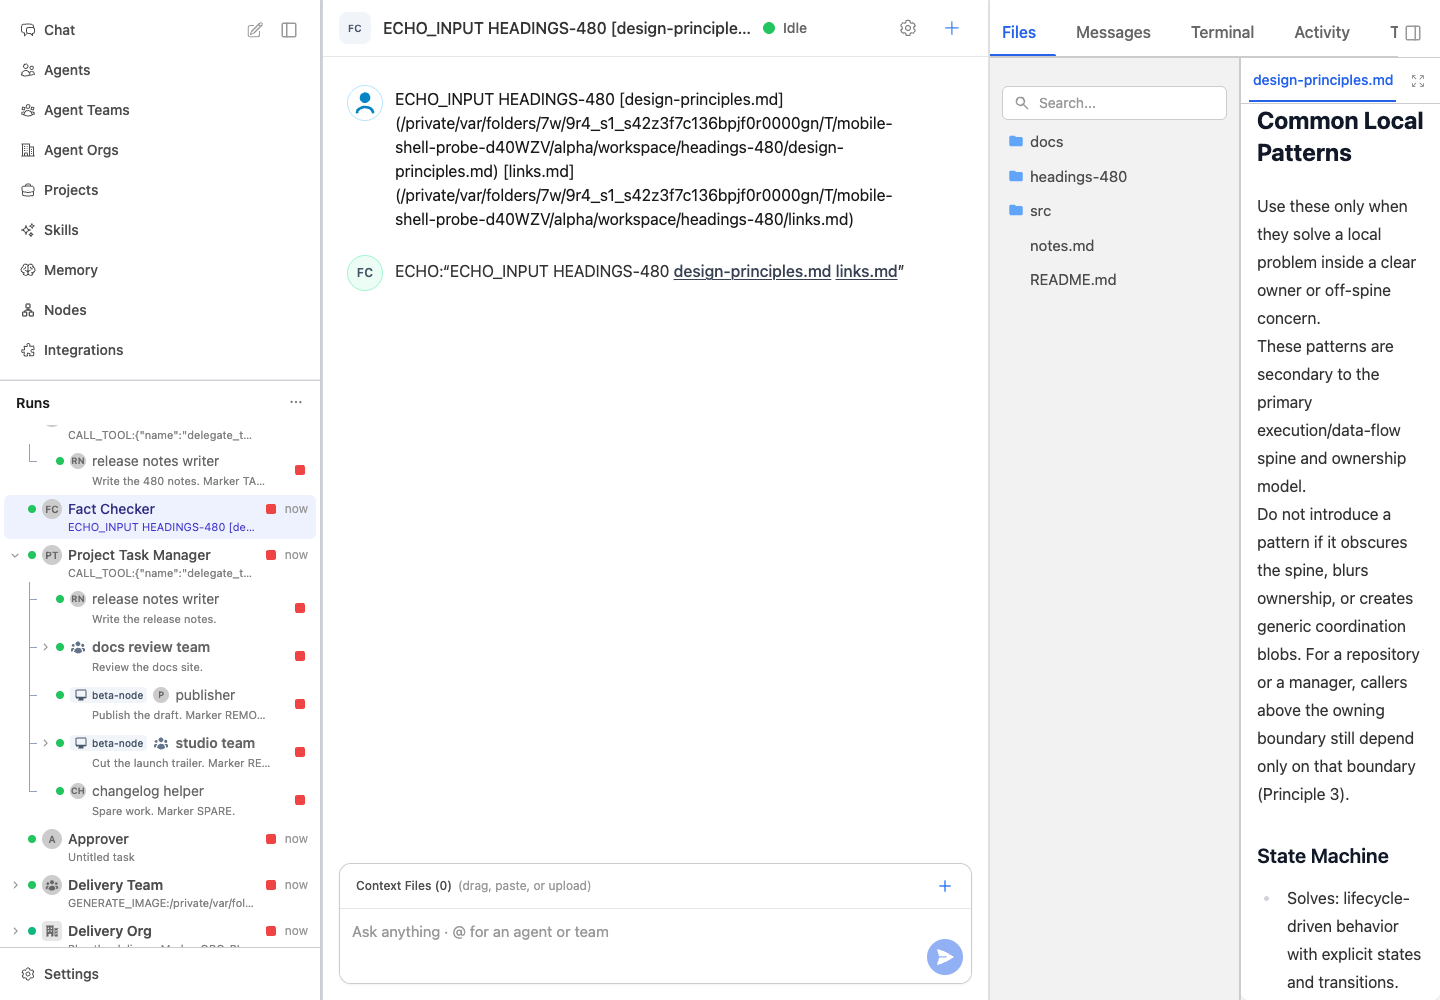 Chat
Agents
Agent Teams
Agent Orgs
Projects
Skills
Memory
Nodes
Integrations
Runs
CALL_TOOL:{"name":"delegate_t...
RN release notes writer
Write the 480 notes. Marker TA...
FC Fact Checker now
ECHO_INPUT HEADINGS-480 [de...
PT Project Task Manager now
CALL_TOOL:{"name":"delegate_t...
RN release notes writer
Write the release notes.
docs review team
Review the docs site.
beta-node P publisher
Publish the draft. Marker REMO...
beta-node studio team
Cut the launch trailer. Marker RE...
CH changelog helper
Spare work. Marker SPARE.
A Approver now
Untitled task
Delivery Team now
GENERATE_IMAGE:/private/var/fol...
Delivery Org now
Settings
FC ECHO_INPUT HEADINGS-480 [design-principle... Idle
ECHO_INPUT HEADINGS-480 [design-principles.md]
(/private/var/folders/7w/9r4_s1_s42z3f7c136bpjf0r0000gn/T/mobile-
shell-probe-d40WZV/alpha/workspace/headings-480/design-
principles.md) [links.md]
(/private/var/folders/7w/9r4_s1_s42z3f7c136bpjf0r0000gn/T/mobile-
shell-probe-d40WZV/alpha/workspace/headings-480/links.md)
FC ECHO:“ECHO_INPUT HEADINGS-480 design-principles.md links.md”
Context Files (0) (drag, paste, or upload)
Ask anything · @ for an agent or team
Files Messages Terminal Activity T
Search...
docs
headings-480
src
notes.md
README.md
design-principles.md
Common Local
Patterns
Use these only when
they solve a local
problem inside a clear
owner or off-spine
concern.
These patterns are
secondary to the
primary
execution/data-flow
spine and ownership
model.
Do not introduce a
pattern if it obscures
the spine, blurs
ownership, or creates
generic coordination
blobs. For a repository
or a manager, callers
above the owning
boundary still depend
only on that boundary
(Principle 3).
State Machine
Solves: lifecycle-
driven behavior
with explicit states
and transitions.